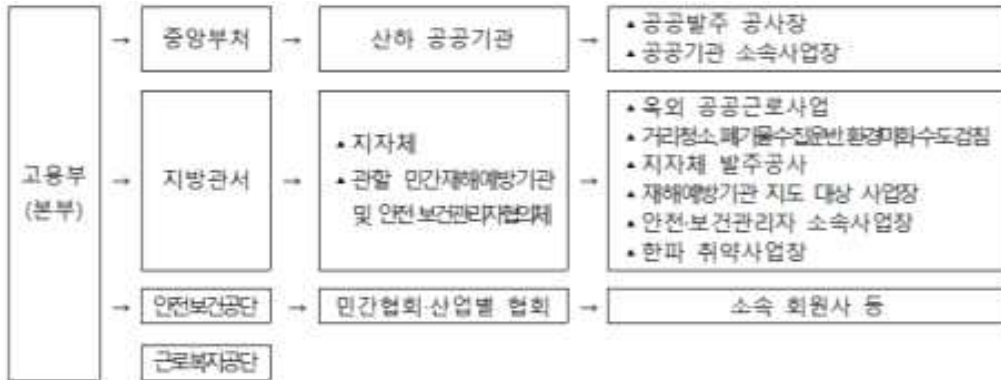 고용부
(본부)
→ 중앙부처 → 산하 공공기관 →
▴공공발주 공사장
▴공공기관 소속사업장
→ 지방관서 →
▴지자체
▴관할 민간재해예방기관
및 안전 보건관리자협의체
→
▴옥외 공공근로사업
▴거리청소, 폐기물수집운반, 환경미화·수도검침
▴지자체 발주공사
▴재해예방기관 지도 대상 사업장
▴안전·보건관리자 소속사업장
▴한파 취약사업장
→ 안전보건공단 → 민간협회·산업별 협회 → 소속 회원사 등
근로복지공단